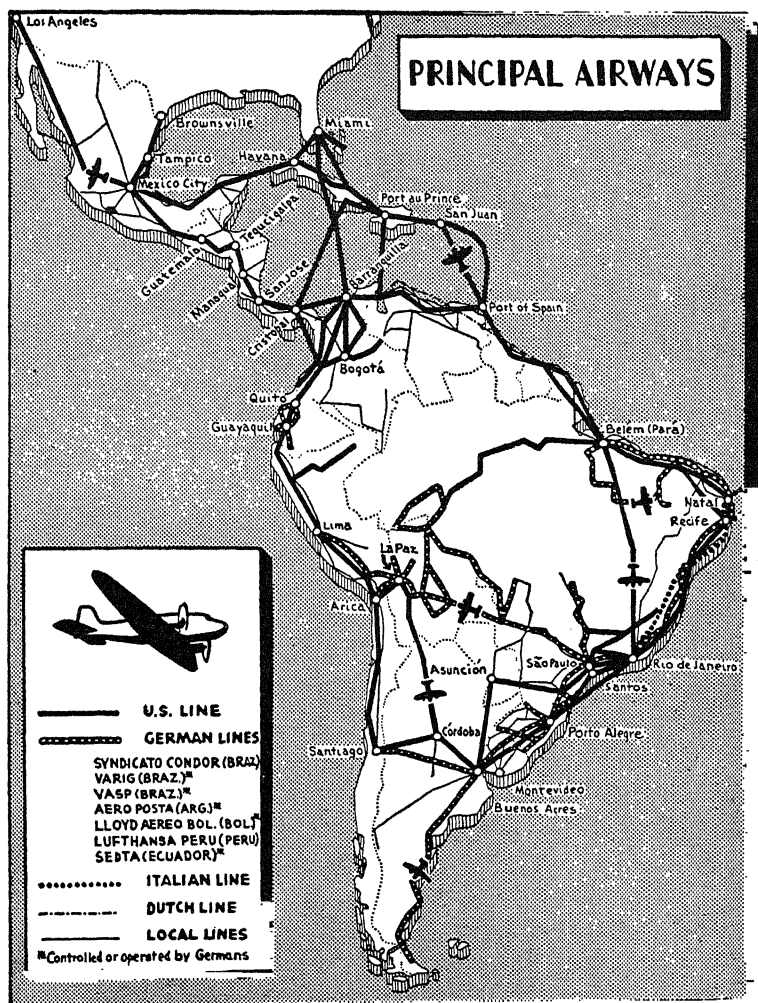 Los Angeles
PRINCIPAL AIRWAYS
Brownsville
Miami
Tampico
Havana
Mexico City
Port au Prince
San Juan
Tegucigalpa
Guatemala
Barranquilla
San Jose
Managua
Cristobal
Port of Spain
Bogotá
Quito
Guayaquil
Belém (Pará)
Natal
Recife
Lima
La Paz
Arica
Asunción
São Paulo
Rio de Janeiro
Santos
Córdoba
Porto Alegre
Santiago
Montevideo
Buenos Aires
U.S. LINE
GERMAN LINES
SYNDICATO CONDOR (BRAZ)
VARIG (BRAZ.)*
VASP (BRAZ.)*
AERO POSTA (ARG.)*
LLOYD AEREO BOL. (BOL)*
LUFTHANSA PERU (PERU)
SEDTA (ECUADOR)*
ITALIAN LINE
DUTCH LINE
LOCAL LINES
*Controlled or operated by Germans